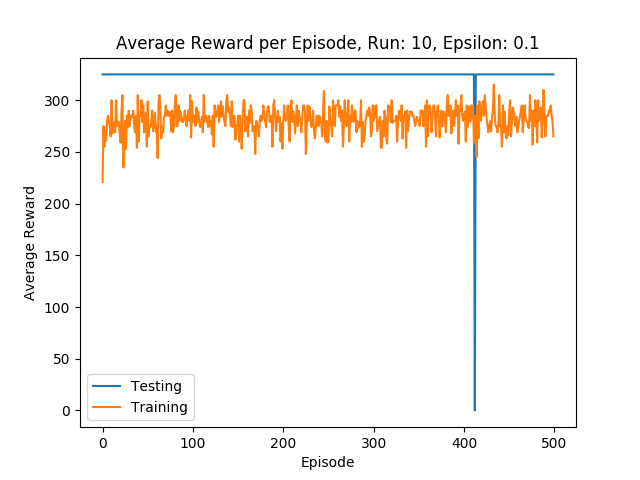 Average Reward per Episode, Run: 10, Epsilon: 0.1
Average Reward
300
250
200
150
100
50
0
Testing
Training
0 100 200 300 400 500
Episode